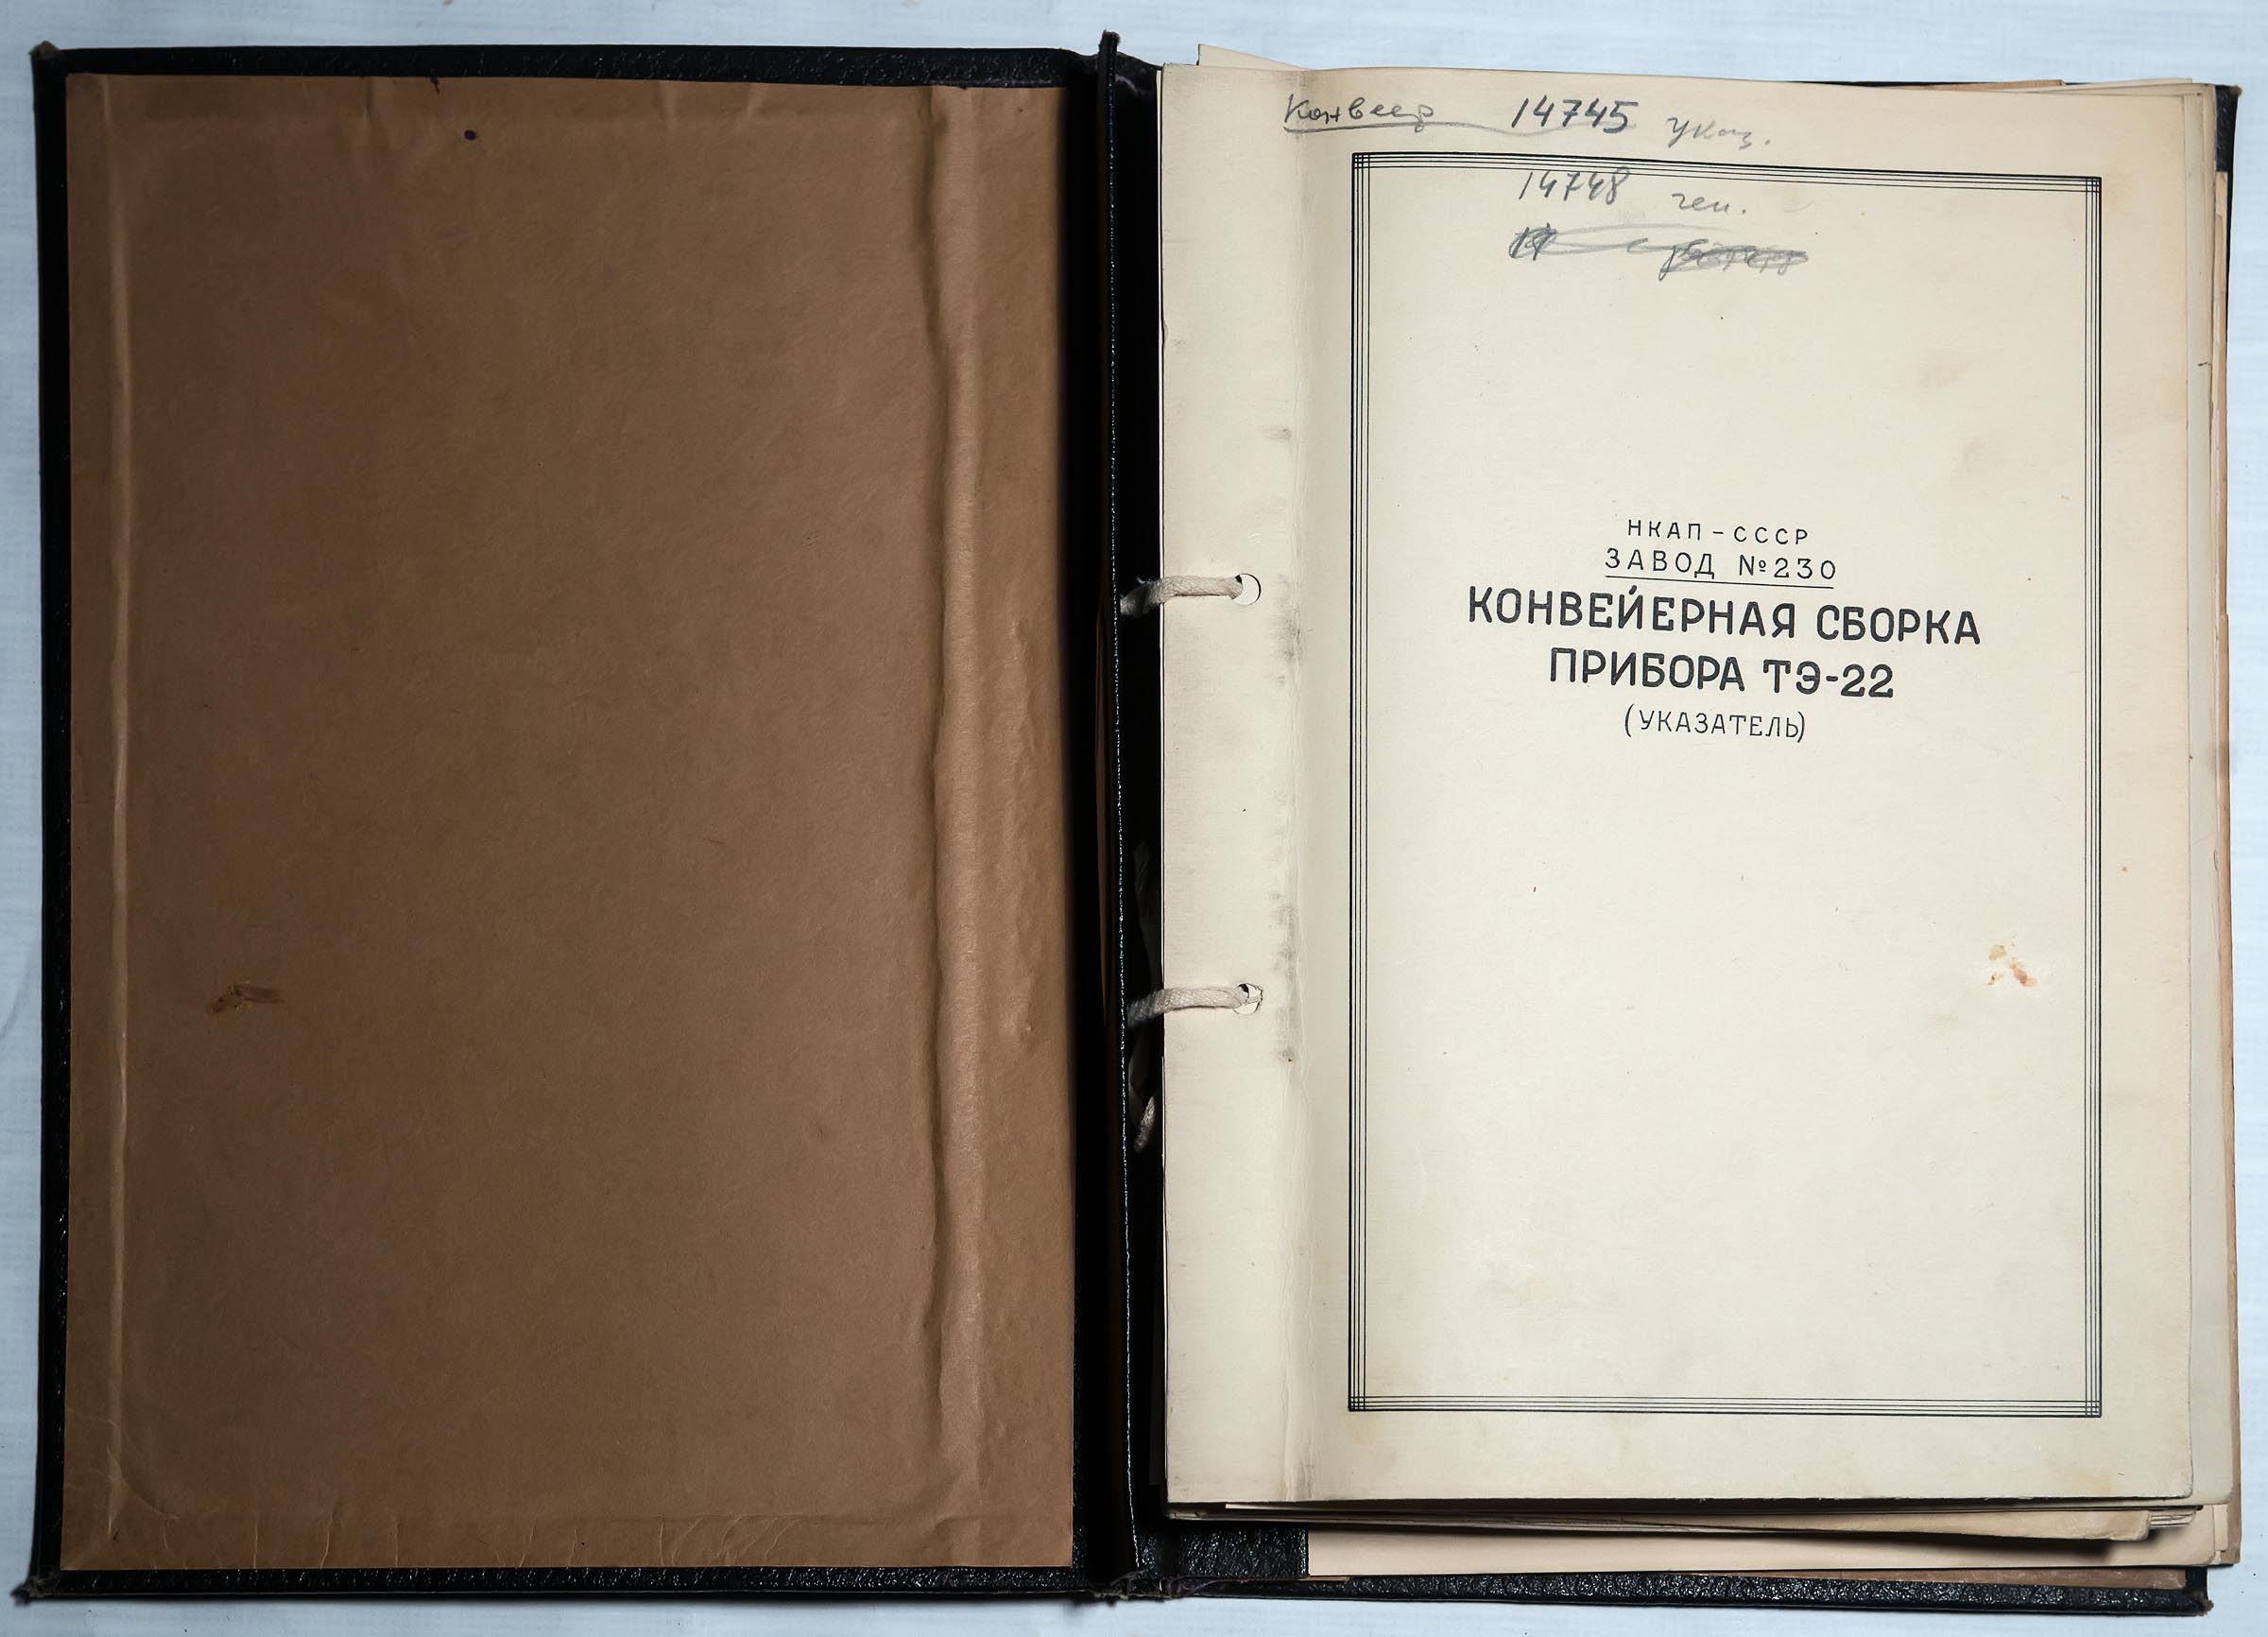 Конвеер 14745 указ.
14748 ген.
НКАП-СССР
ЗАВОД №230
КОНВЕЙЕРНАЯ СБОРКА
ПРИБОРА ТЭ-22
(УКАЗАТЕЛЬ)